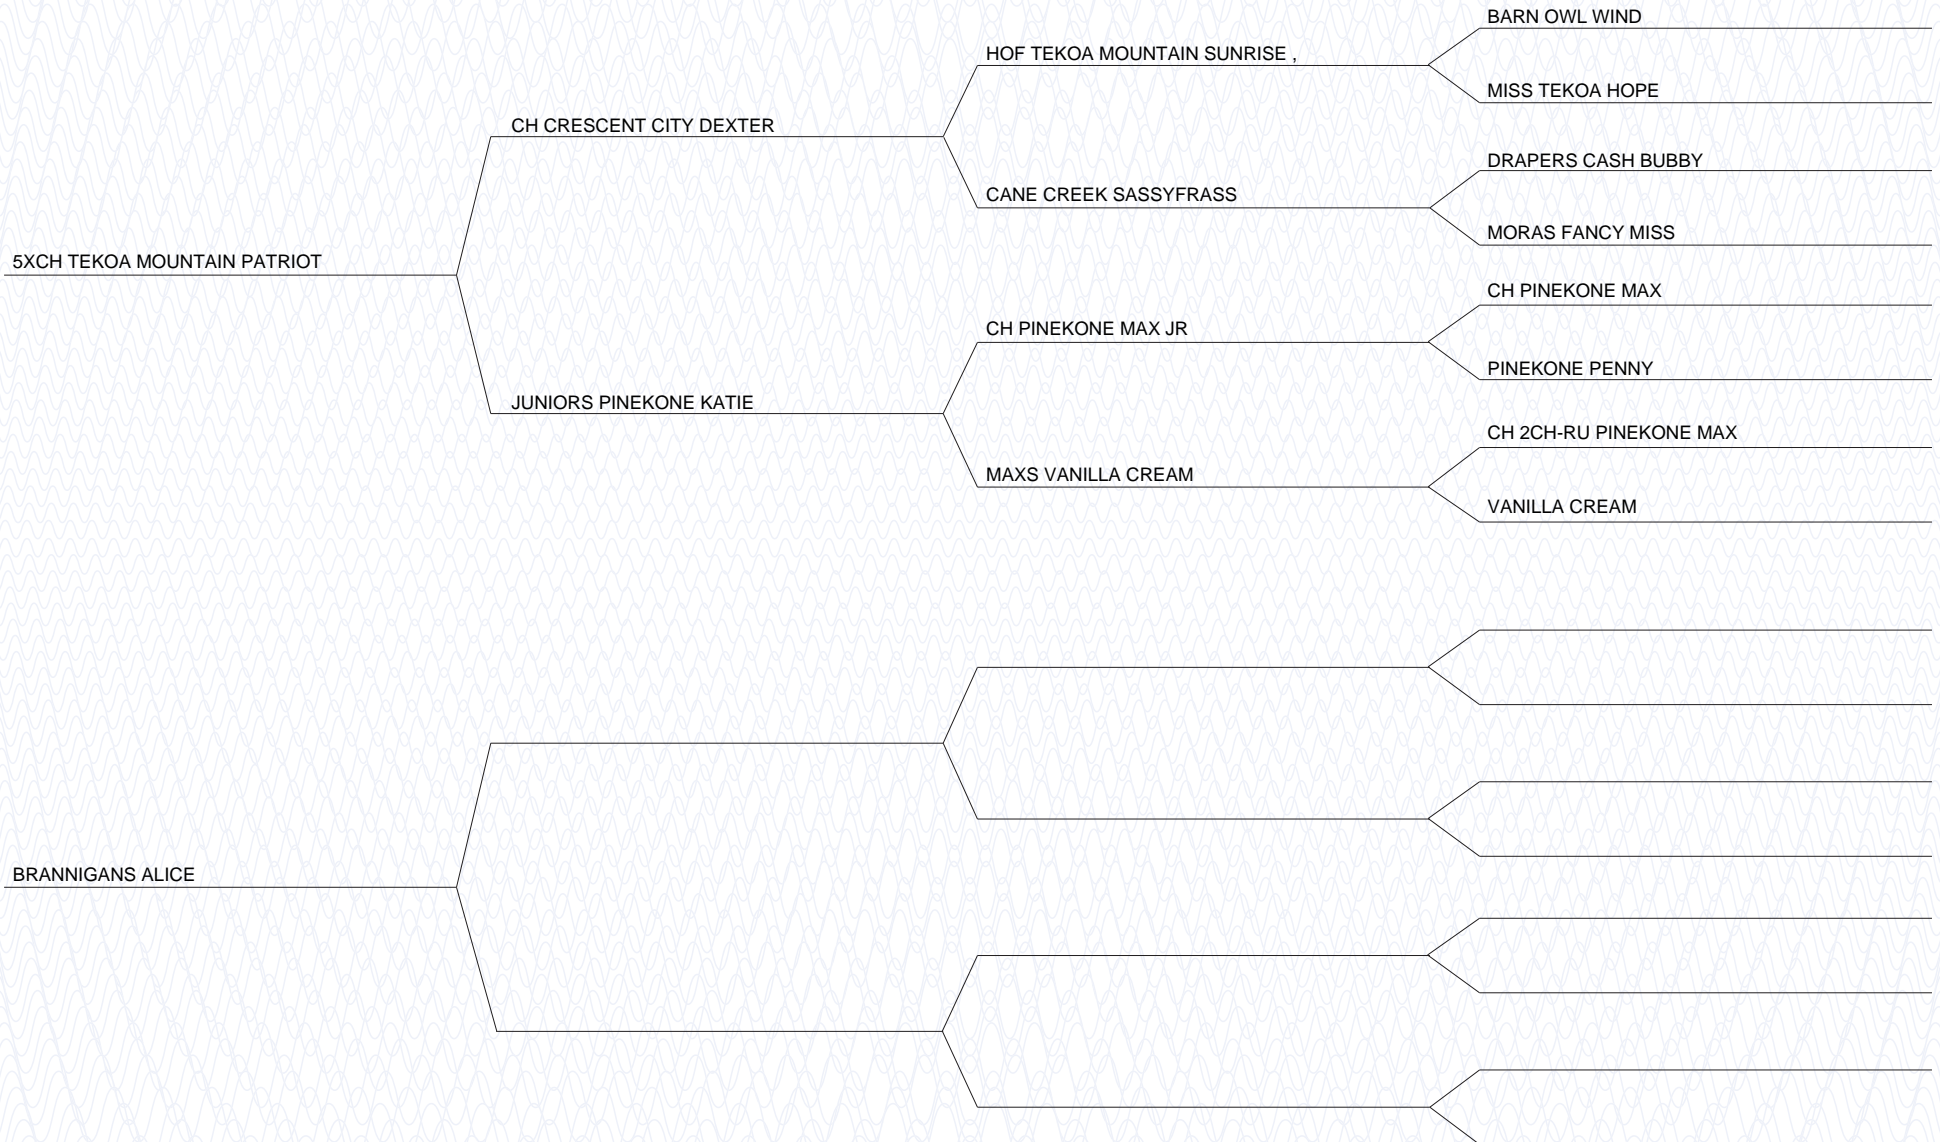 BARN OWL WIND
HOF TEKOA MOUNTAIN SUNRISE ,
MISS TEKOA HOPE
CH CRESCENT CITY DEXTER
DRAPERS CASH BUBBY
CANE CREEK SASSYFRASS
MORAS FANCY MISS
5XCH TEKOA MOUNTAIN PATRIOT
CH PINEKONE MAX
CH PINEKONE MAX JR
PINEKONE PENNY
JUNIORS PINEKONE KATIE
CH 2CH-RU PINEKONE MAX
MAXS VANILLA CREAM
VANILLA CREAM
BRANNIGANS ALICE